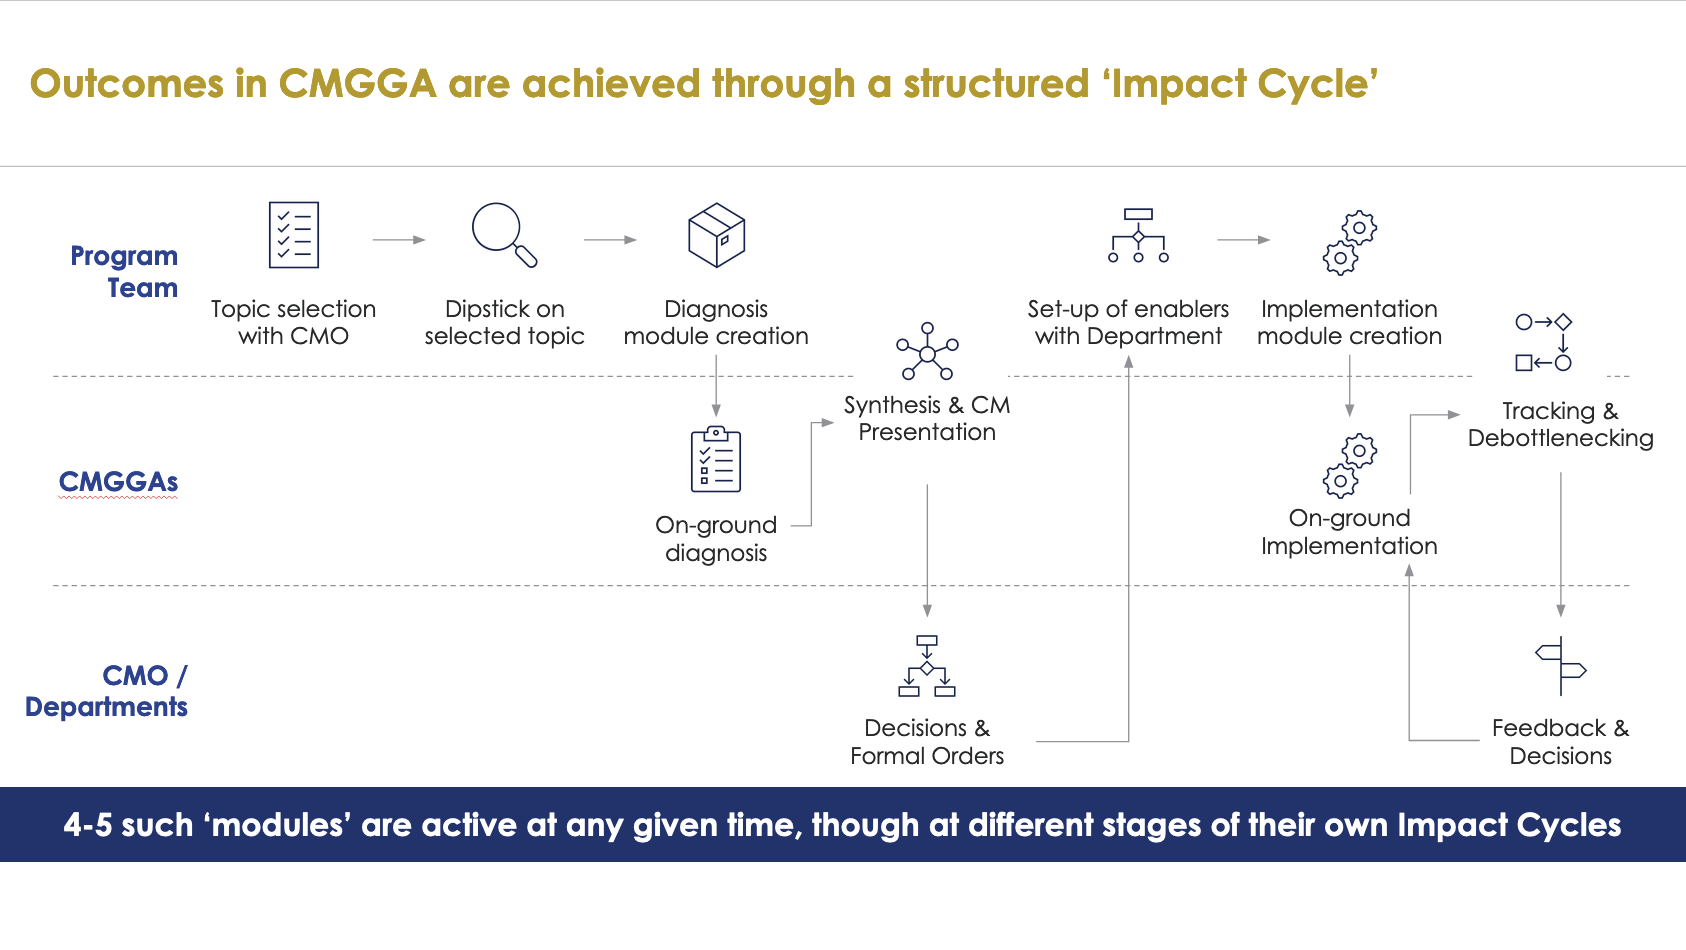 Outcomes in CMGGA are achieved through a structured ‘Impact Cycle’
Program
Team
Topic selection
with CMO
Dipstick on
selected topic
Diagnosis
module creation
Set-up of enablers
with Department
Implementation
module creation
Synthesis & CM
Presentation
Tracking &
Debottlenecking
CMGGAs
On-ground
diagnosis
On-ground
Implementation
CMO /
Departments
Decisions &
Formal Orders
Feedback &
Decisions
4-5 such ‘modules’ are active at any given time, though at different stages of their own Impact Cycles